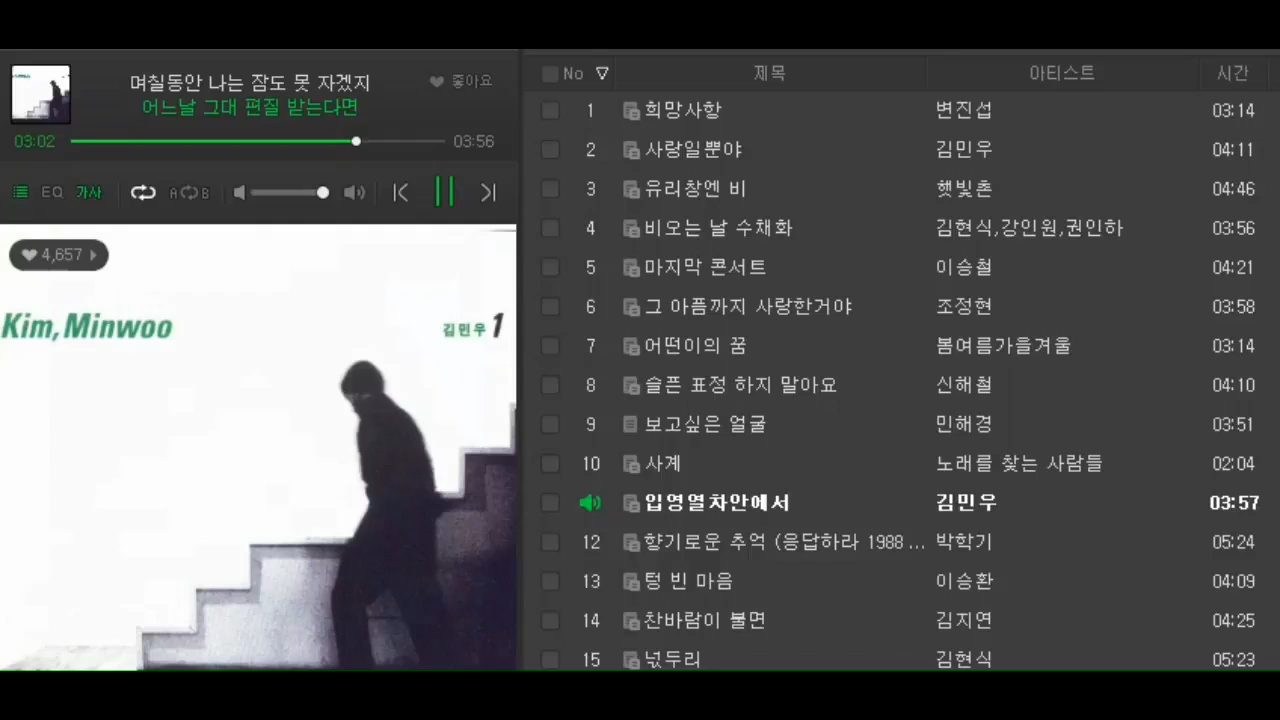 며칠동안 나는 잠도 못 자겠지
좋아요
어느날 그대 편질 받는다면
03:02
03:56
EQ 가사 A B
4,657
Kim, Minwoo
김민우 1
No 제목 아티스트 시간
1 희망사항 변진섭 03:14
2 사랑일뿐야 김민우 04:11
3 유리창엔 비 햇빛촌 04:46
4 비오는 날 수채화 김현식,강인원,권인하 03:56
5 마지막 콘서트 이승철 04:21
6 그 아픔까지 사랑한거야 조정현 03:58
7 어떤이의 꿈 봄여름가을겨울 03:14
8 슬픈 표정 하지 말아요 신해철 04:10
9 보고싶은 얼굴 민해경 03:51
10 사계 노래를 찾는 사람들 02:04
입영열차안에서 김민우 03:57
12 향기로운 추억 (응답하라 1988 ... 박학기 05:24
13 텅 빈 마음 이승환 04:09
14 찬바람이 불면 김지연 04:25
15 넋두리 김현식 05:23